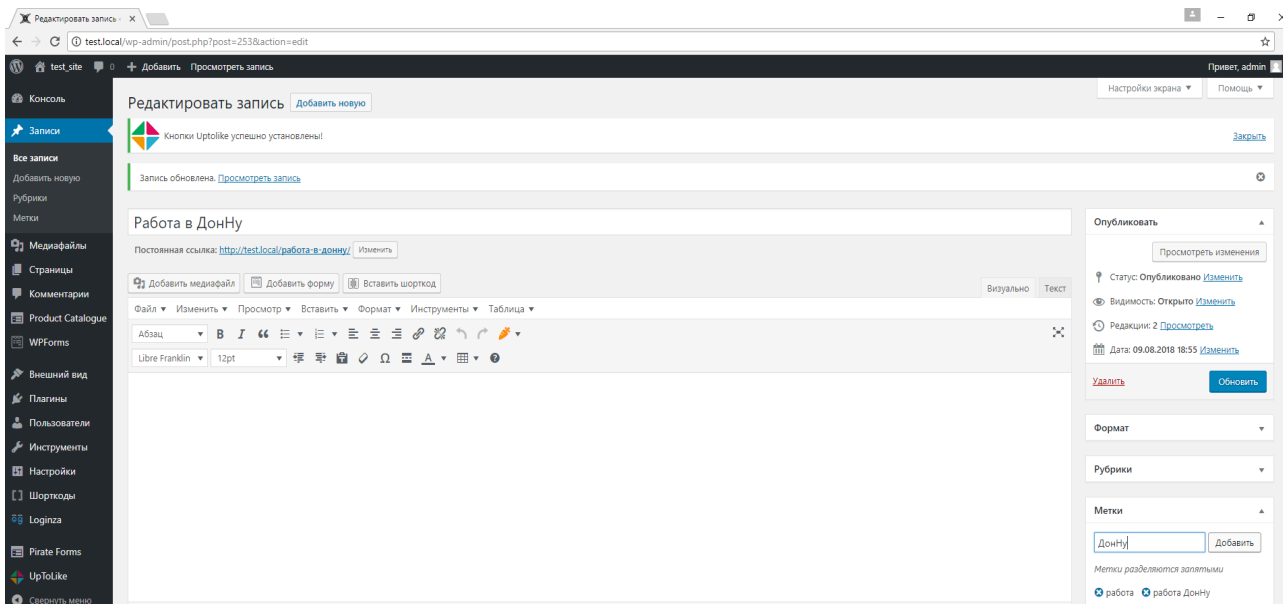 Редактировать запись ‹
test.local/wp-admin/post.php?post=253&action=edit
test_site 0 + Добавить Просмотреть запись Привет, admin
Настройки экрана Помощь
Консоль
Записи
Все записи
Добавить новую
Рубрики
Метки
Медиафайлы
Страницы
Комментарии
Product Catalogue
WPForms
Внешний вид
Плагины
Пользователи
Инструменты
Настройки
Шорткоды
Loginza
Pirate Forms
UpToLike
Свернуть меню
Редактировать запись Добавить новую
Кнопки Uptolike успешно установлены! Закрыть
Запись обновлена. Просмотреть запись
Работа в ДонНу
Постоянная ссылка: http://test.local/работа-в-донну/ Изменить
Добавить медиафайл Добавить форму Вставить шорткод Визуально Текст
Файл Изменить Просмотр Вставить Формат Инструменты Таблица
Абзац B I
Libre Franklin 12pt Ω A
Опубликовать
Просмотреть изменения
Статус: Опубликовано Изменить
Видимость: Открыто Изменить
Редакции: 2 Просмотреть
Дата: 09.08.2018 18:55 Изменить
Удалить Обновить
Формат
Рубрики
Метки
ДонНу Добавить
Метки разделяются запятыми
работа работа ДонНу